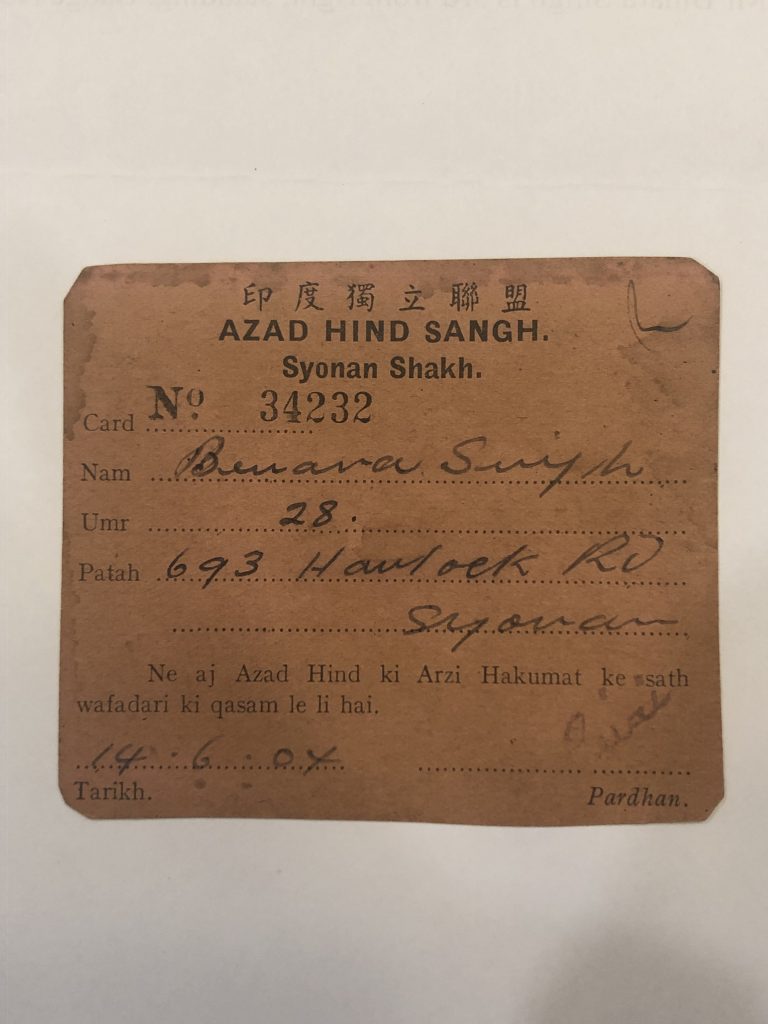 印度獨立聯盟
AZAD HIND SANGH.
Syonan Shakh.
Card No 34232
Nam Benara Singh
Umr 28.
Patah 693 Havlock Rd
Syonan
Ne aj Azad Hind ki Arzi Hakumat ke sath
wafadari ki qasam le li hai.
14.6.04
Tarikh. Pardhan.